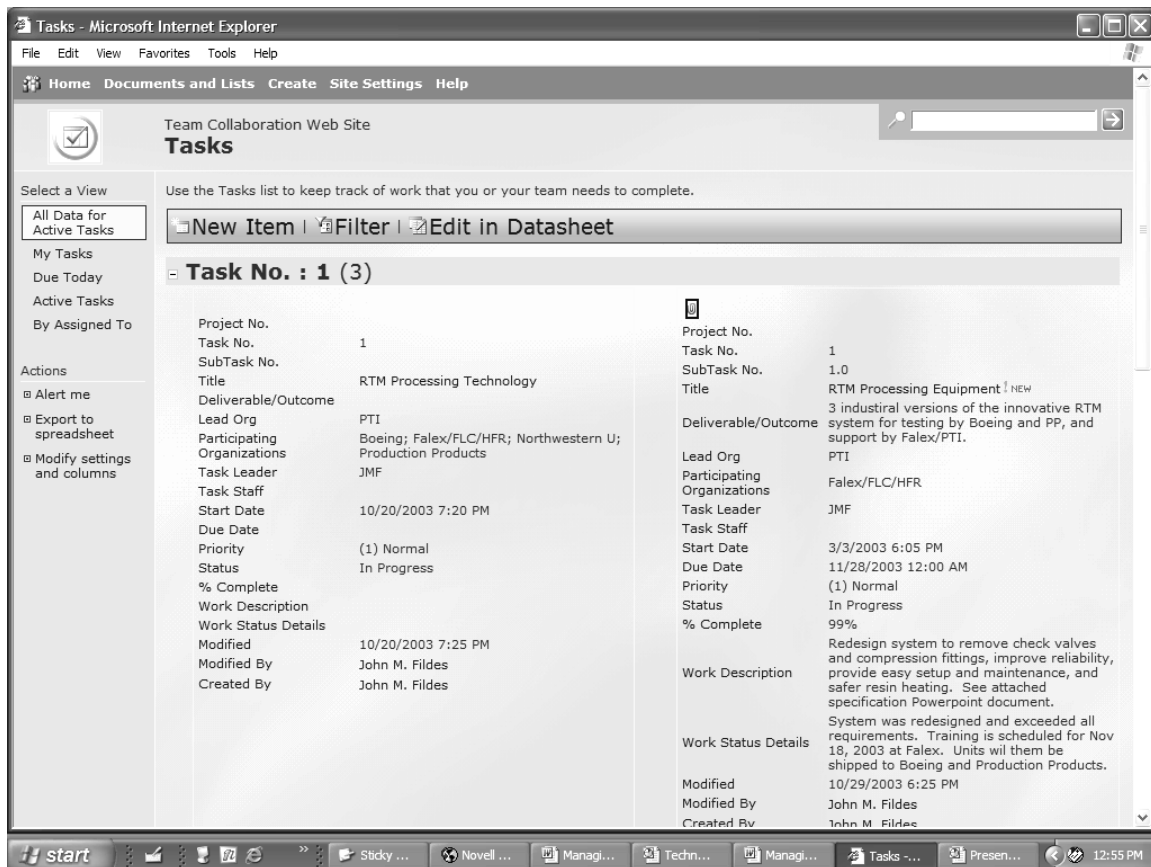 Tasks - Microsoft Internet Explorer
File Edit View Favorites Tools Help
Home Documents and Lists Create Site Settings Help
Team Collaboration Web Site
Tasks
Select a View
All Data for
Active Tasks
My Tasks
Due Today
Active Tasks
By Assigned To
Actions
Alert me
Export to
spreadsheet
Modify settings
and columns
Use the Tasks list to keep track of work that you or your team needs to complete.
New Item | Filter | Edit in Datasheet
Task No. : 1 (3)
Project No.
Task No. 1
SubTask No.
Title RTM Processing Technology
Deliverable/Outcome
Lead Org PTI
Participating Boeing; Falex/FLC/HFR; Northwestern U;
Organizations Production Products
Task Leader JMF
Task Staff
Start Date 10/20/2003 7:20 PM
Due Date
Priority (1) Normal
Status In Progress
% Complete
Work Description
Work Status Details
Modified 10/20/2003 7:25 PM
Modified By John M. Fildes
Created By John M. Fildes
Project No.
Task No. 1
SubTask No. 1.0
Title RTM Processing Equipment ! NEW
3 industiral versions of the innovative RTM
Deliverable/Outcome system for testing by Boeing and PP, and
support by Falex/PTI.
Lead Org PTI
Participating
Organizations Falex/FLC/HFR
Task Leader JMF
Task Staff
Start Date 3/3/2003 6:05 PM
Due Date 11/28/2003 12:00 AM
Priority (1) Normal
Status In Progress
% Complete 99%
Redesign system to remove check valves
and compression fittings, improve reliability,
Work Description provide easy setup and maintenance, and
safer resin heating. See attached
specification Powerpoint document.
System was redesigned and exceeded all
requirements. Training is scheduled for Nov
Work Status Details 18, 2003 at Falex. Units wil them be
shipped to Boeing and Production Products.
Modified 10/29/2003 6:25 PM
Modified By John M. Fildes
Created By John M. Fildes
start Sticky ... Novell ... Managi... Techn... Managi... Tasks -... Presen... 12:55 PM